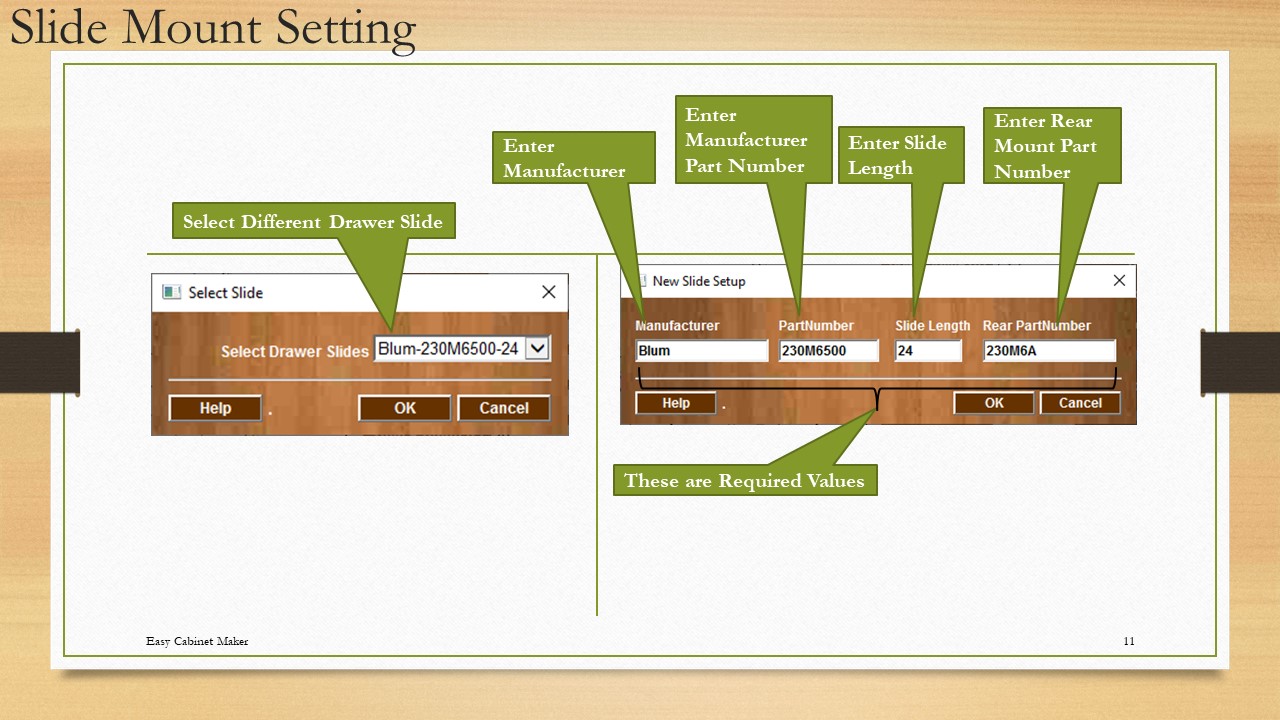 Slide Mount Setting
Select Different Drawer Slide
Select Slide
Select Drawer Slides Blum-230M6500-24
Help . OK Cancel
Enter
Manufacturer
Enter
Manufacturer
Part Number
Enter Slide
Length
Enter Rear
Mount Part
Number
New Slide Setup
Manufacturer PartNumber Slide Length Rear PartNumber
Blum 230M6500 24 230M6A
Help . OK Cancel
These are Required Values
Easy Cabinet Maker 11